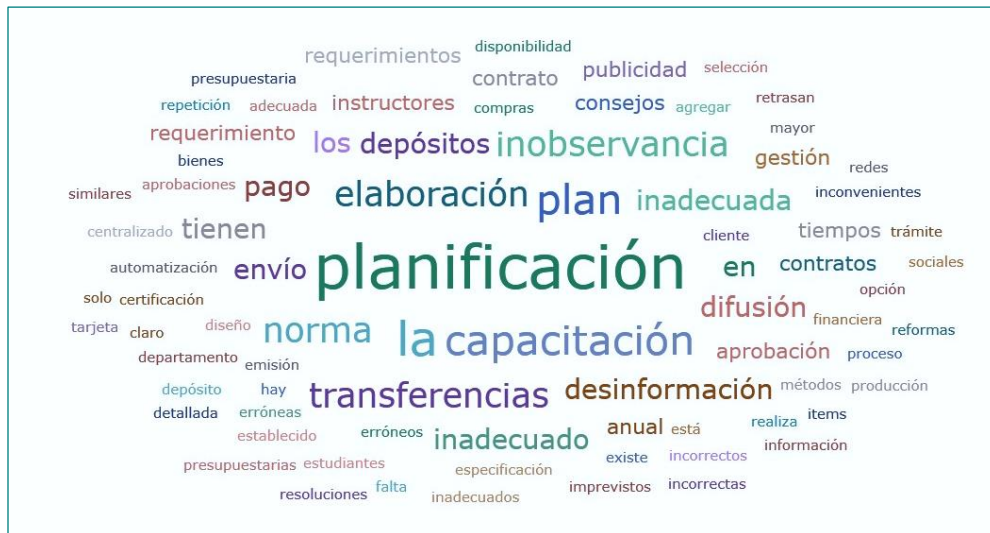 requerimientos disponibilidad
presupuestaria contrato publicidad selección
repetición adecuada instructores compras consejos agregar retrasan
requerimiento los depósitos inobservancia mayor
bienes gestión redes
similares aprobaciones pago elaboración plan inadecuada inconvenientes
centralizado tienen cliente tiempos trámite
automatización envío planificación en contratos sociales
solo certificación difusión opción
tarjeta claro diseño norma la capacitación financiera reformas
departamento emisión aprobación proceso
depósito hay transferencias desinformación métodos producción
detallada erróneas anual está realiza items
establecido erróneos inadecuado existe incorrectos información
presupuestarias estudiantes especificación
resoluciones falta inadecuados imprevistos incorrectas